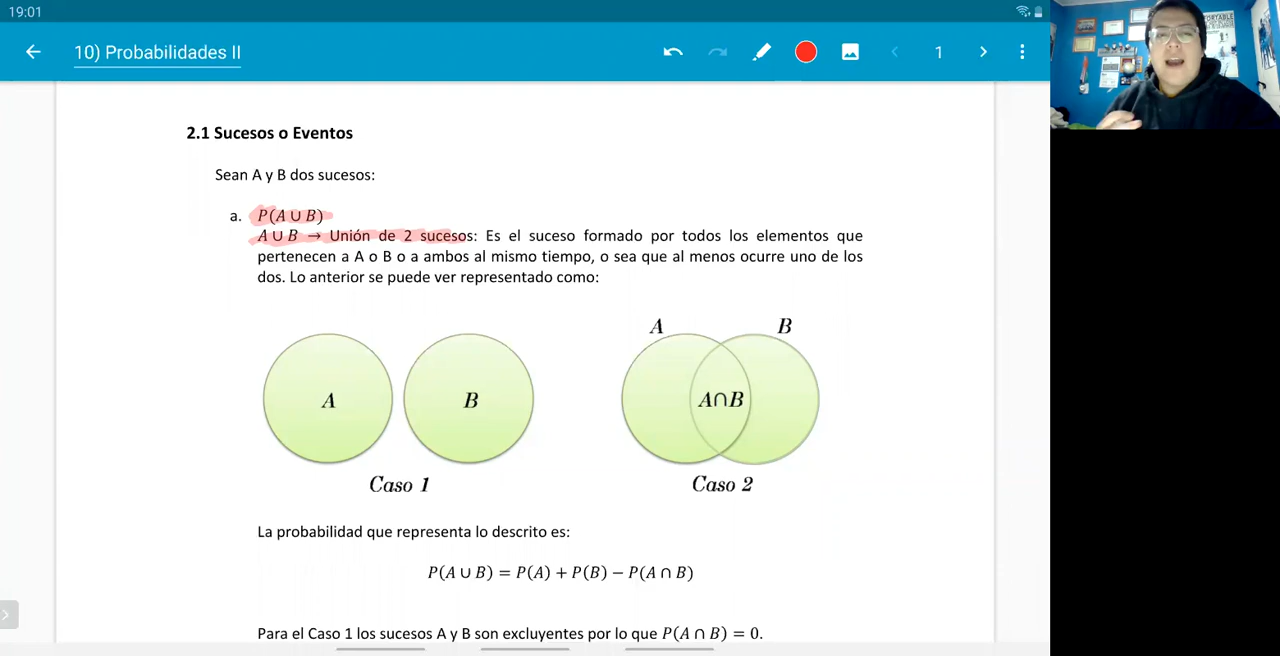 19:01
10) Probabilidades II
1
2.1 Sucesos o Eventos
Sean A y B dos sucesos:
a. P(A ∪ B)
A ∪ B → Unión de 2 sucesos: Es el suceso formado por todos los elementos que
pertenecen a A o B o a ambos al mismo tiempo, o sea que al menos ocurre uno de los
dos. Lo anterior se puede ver representado como:
A B
A B A∩B
Caso 1 Caso 2
La probabilidad que representa lo descrito es:
P(A ∪ B) = P(A) + P(B) − P(A ∩ B)
Para el Caso 1 los sucesos A y B son excluyentes por lo que P(A ∩ B) = 0.